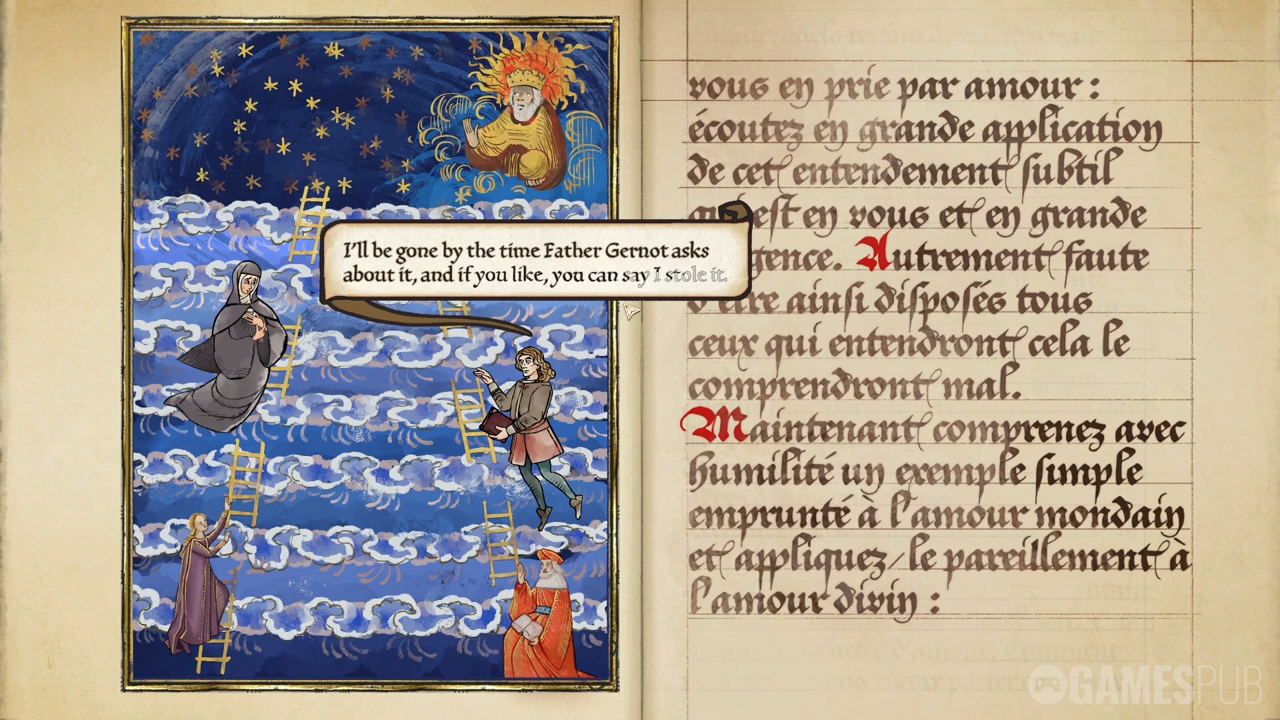 I'll be gone by the time Father Gernot asks
about it, and if you like, you can say I stole it.
vous en prie par amour :
écoutez en grande application
de cet entendement subtil
est en vous et en grande
Autrement faute
ainsi disposés tous
ceux qui entendront cela le
comprendront mal.
Maintenant comprenez avec
humilité un exemple simple
emprunté à l'amour mondain
et appliquez-le pareillement à
l'amour divin :
GAMESPUB